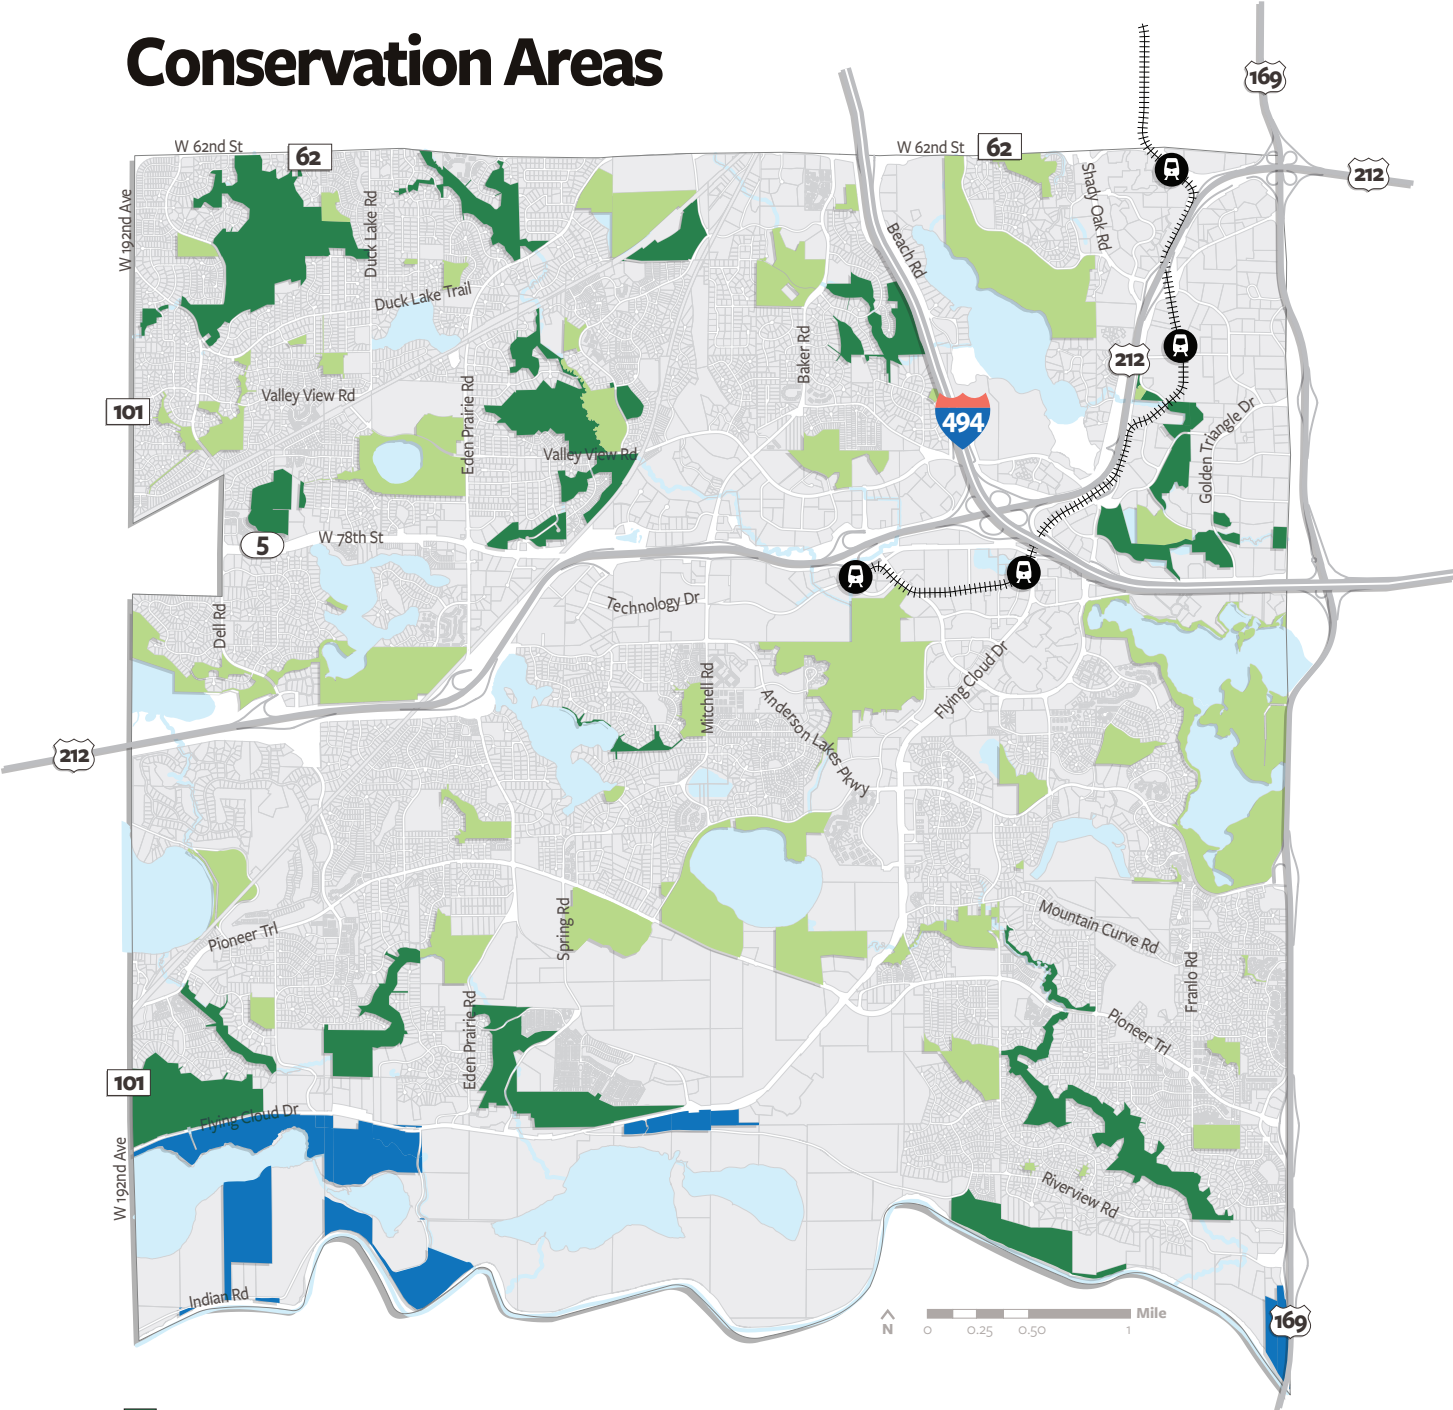 Conservation Areas
169
W 62nd St
62
W 62nd St
62
212
W 192nd Ave
Duck Lake Rd
Shady Oak Rd
Beach Rd
Duck Lake Trail
Baker Rd
212
Valley View Rd
Eden Prairie Rd
101
494
Golden Triangle Dr
Valley View Rd
5
W 78th St
Technology Dr
Dell Rd
Mitchell Rd
Flying Cloud Dr
Anderson Lakes Pkwy
212
Spring Rd
Mountain Curve Rd
Pioneer Trl
Franlo Rd
Eden Prairie Rd
Pioneer Trl
101
Flying Cloud Dr
W 192nd Ave
Riverview Rd
Indian Rd
N
0
0.25
0.50
1
Mile
169